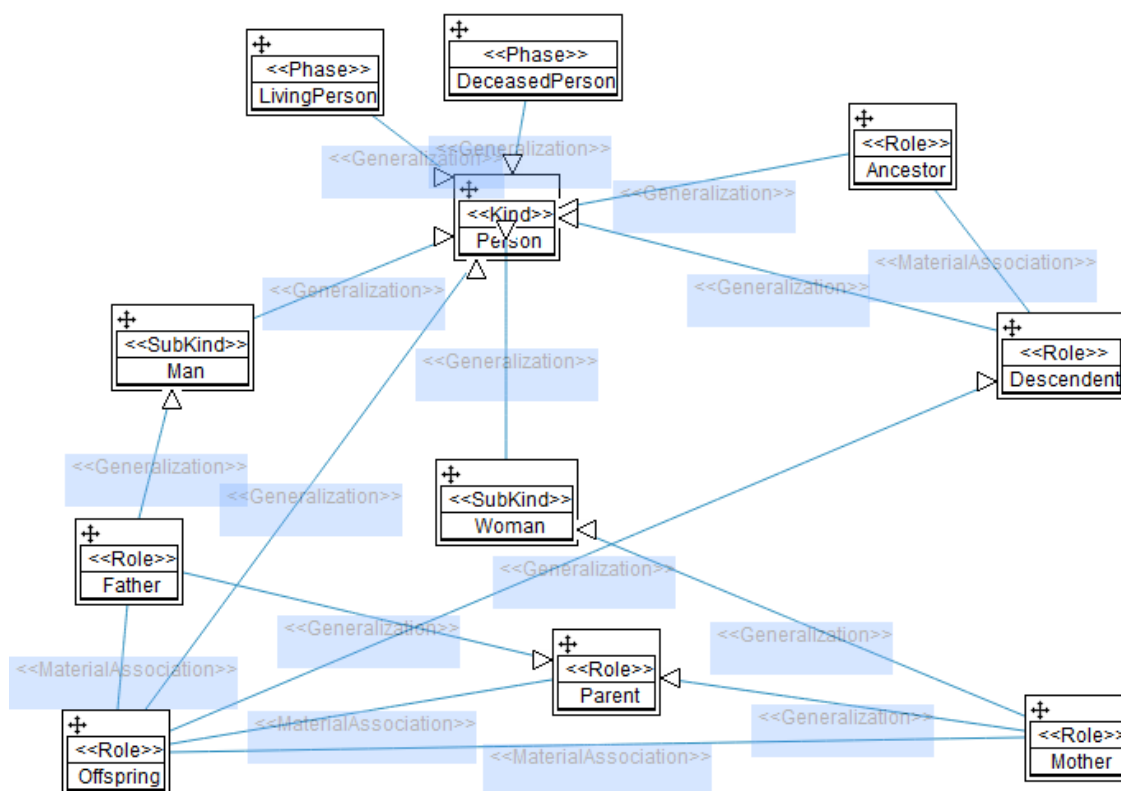 <<Phase>>
LivingPerson
<<Phase>>
DeceasedPerson
<<Generalization>>
<<Generalization>>
<<Role>>
Ancestor
<<Kind>>
Person
<<Generalization>>
<<MaterialAssociation>>
<<Generalization>>
<<Generalization>>
<<SubKind>>
Man
<<Role>>
Descendent
<<Generalization>>
<<Generalization>>
<<Generalization>>
<<SubKind>>
Woman
<<Role>>
Father
<<Generalization>>
<<Generalization>>
<<Generalization>>
<<Role>>
Parent
<<MaterialAssociation>>
<<MaterialAssociation>>
<<Generalization>>
<<Role>>
Offspring
<<MaterialAssociation>>
<<Role>>
Mother